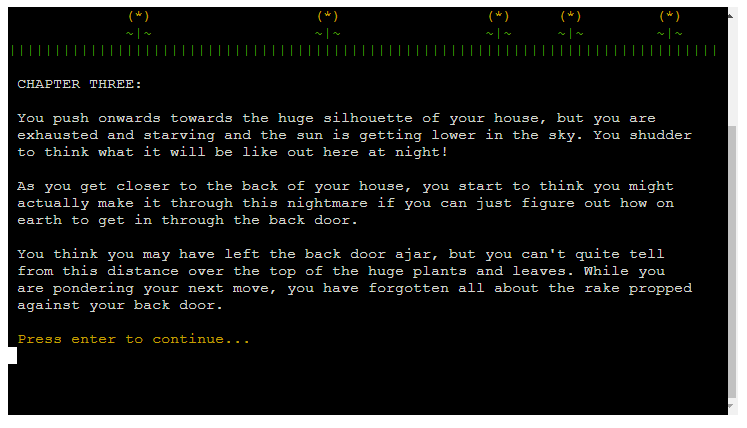 (*) (*) (*) (*) (*)
~|~ ~|~ ~|~ ~|~ ~|~
|||||||||||||||||||||||||||||||||||||||||||||||||||||||||||||||||||||||||||||||
CHAPTER THREE:
You push onwards towards the huge silhouette of your house, but you are
exhausted and starving and the sun is getting lower in the sky. You shudder
to think what it will be like out here at night!
As you get closer to the back of your house, you start to think you might
actually make it through this nightmare if you can just figure out how on
earth to get in through the back door.
You think you may have left the back door ajar, but you can't quite tell
from this distance over the top of the huge plants and leaves. While you
are pondering your next move, you have forgotten all about the rake propped
against your back door.
Press enter to continue...